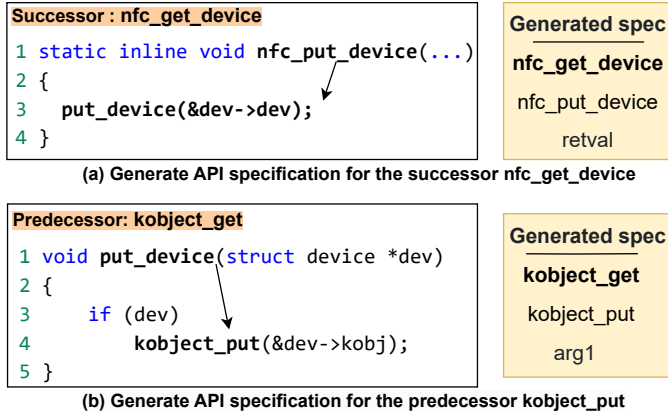 Successor : nfc_get_device
1 static inline void nfc_put_device(...)
2 {
3 put_device(&dev->dev);
4 }
Generated spec
nfc_get_device
nfc_put_device
retval
(a) Generate API specification for the successor nfc_get_device
Predecessor: kobject_get
1 void put_device(struct device *dev)
2 {
3 if (dev)
4 kobject_put(&dev->kobj);
5 }
Generated spec
kobject_get
kobject_put
arg1
(b) Generate API specification for the predecessor kobject_put